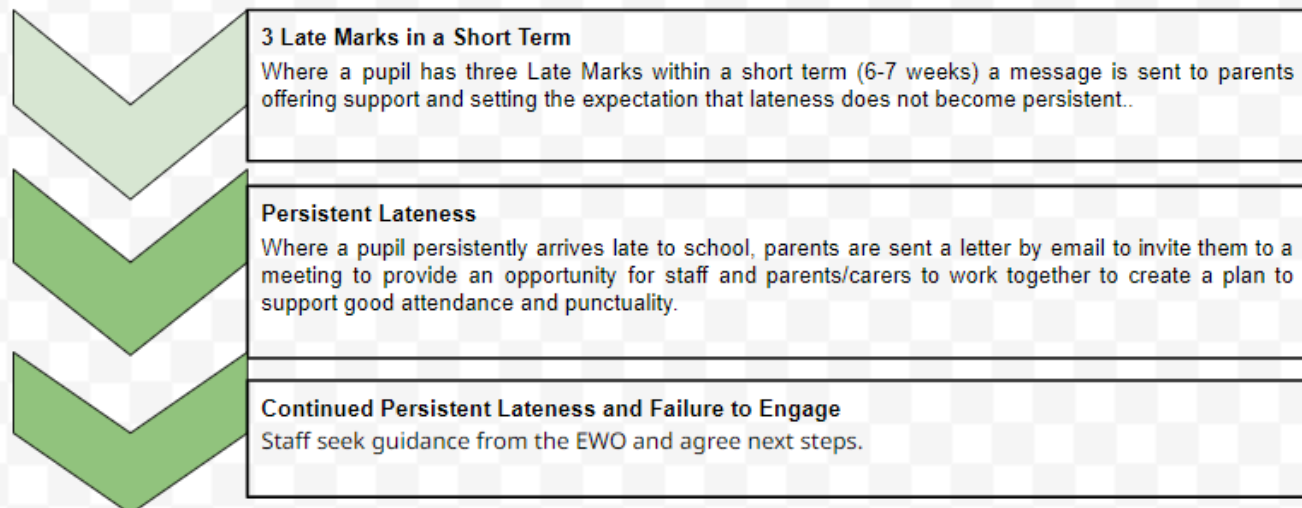 3 Late Marks in a Short Term
Where a pupil has three Late Marks within a short term (6-7 weeks) a message is sent to parents
offering support and setting the expectation that lateness does not become persistent..
Persistent Lateness
Where a pupil persistently arrives late to school, parents are sent a letter by email to invite them to a
meeting to provide an opportunity for staff and parents/carers to work together to create a plan to
support good attendance and punctuality.
Continued Persistent Lateness and Failure to Engage
Staff seek guidance from the EWO and agree next steps.